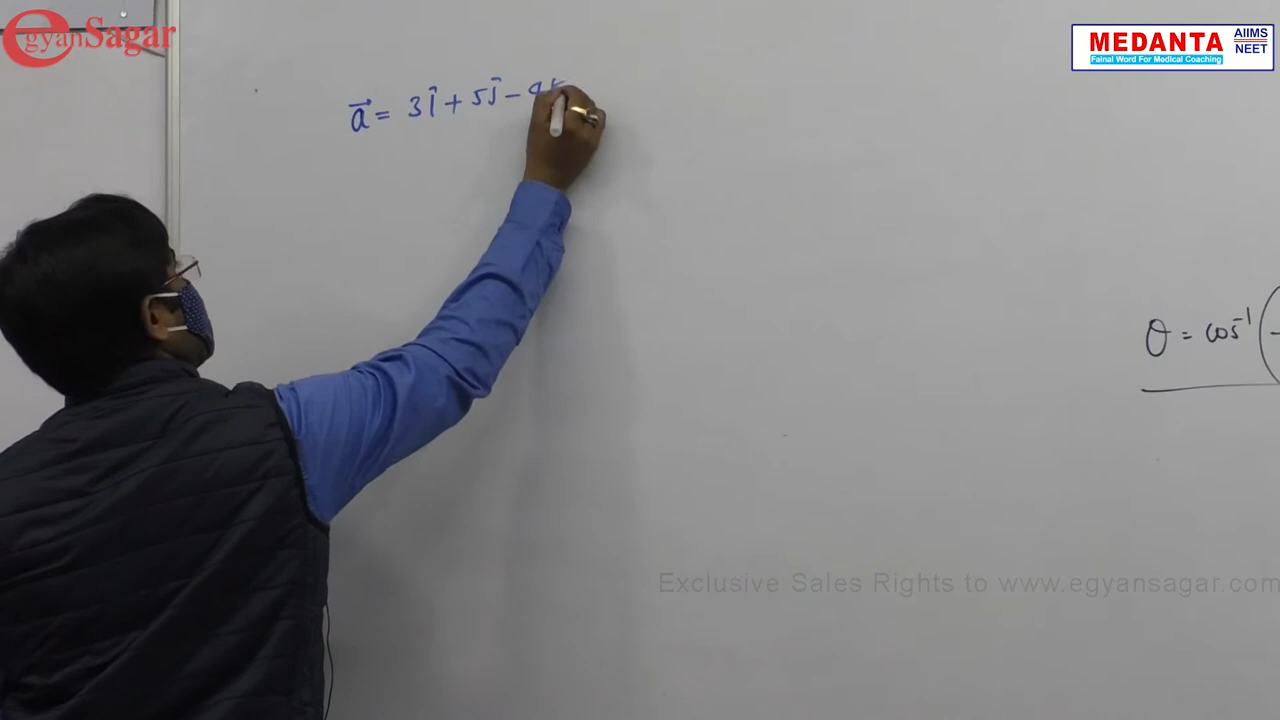 egyanSagar
MEDANTA
AIIMS
NEET
Fainal Word For Medical Coaching
a⃗ = 3î + 5ĵ −
θ = cos⁻¹(
Exclusive Sales Rights to www.egyansagar.com